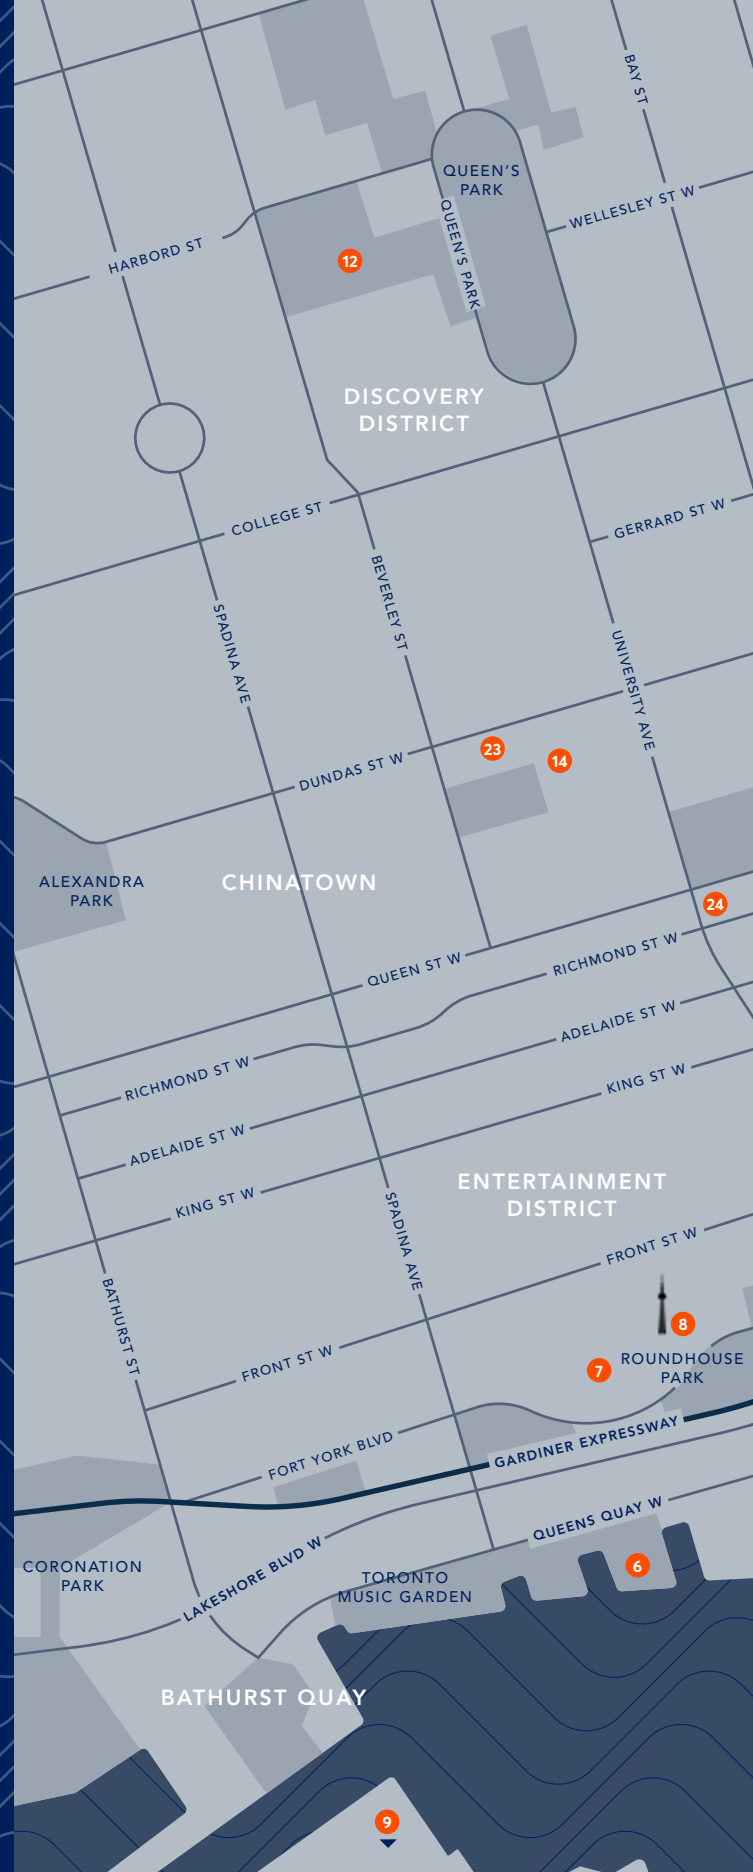 BAY ST
QUEEN'S
PARK
WELLESLEY ST W
QUEEN'S PARK
HARBORD ST
12
DISCOVERY
DISTRICT
COLLEGE ST
GERRARD ST W
BEVERLEY ST
SPADINA AVE
UNIVERSITY AVE
23
14
DUNDAS ST W
ALEXANDRA
PARK
CHINATOWN
24
QUEEN ST W
RICHMOND ST W
ADELAIDE ST W
RICHMOND ST W
KING ST W
ADELAIDE ST W
KING ST W
ENTERTAINMENT
DISTRICT
SPADINA AVE
FRONT ST W
BATHURST ST
8
FRONT ST W
7
ROUNDHOUSE
PARK
FORT YORK BLVD
GARDINER EXPRESSWAY
QUEENS QUAY W
LAKESHORE BLVD W
6
CORONATION
PARK
TORONTO
MUSIC GARDEN
BATHURST QUAY
9